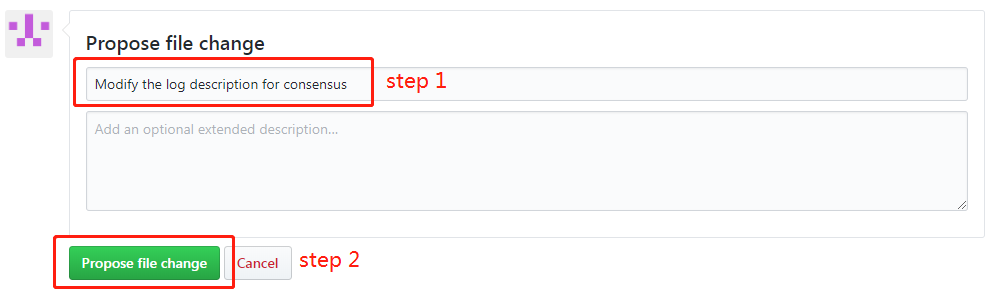 Propose file change
Modify the log description for consensus
step 1
Add an optional extended description...
Propose file change
Cancel
step 2